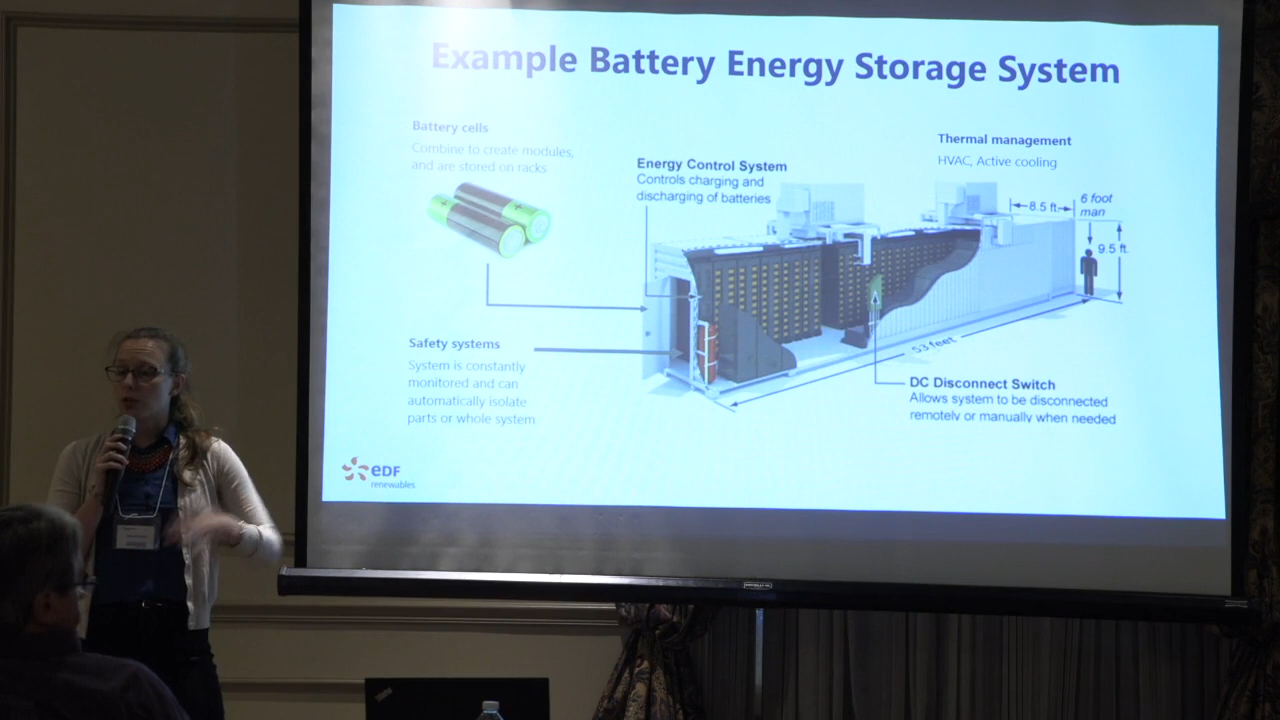 Example Battery Energy Storage System
Battery cells
Combine to create modules,
and are stored on racks
Energy Control System
Controls charging and
discharging of batteries
Thermal management
HVAC, Active cooling
8.5 ft.
6 foot
man
9.5 ft.
53 feet
Safety systems
System is constantly
monitored and can
automatically isolate
parts or whole system
DC Disconnect Switch
Allows system to be disconnected
remotely or manually when needed
eDF
renewables